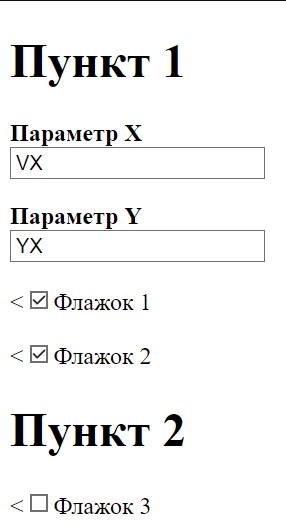 Пункт 1
Параметр X
VX
Параметр Y
YX
< Флажок 1
< Флажок 2
Пункт 2
< Флажок 3